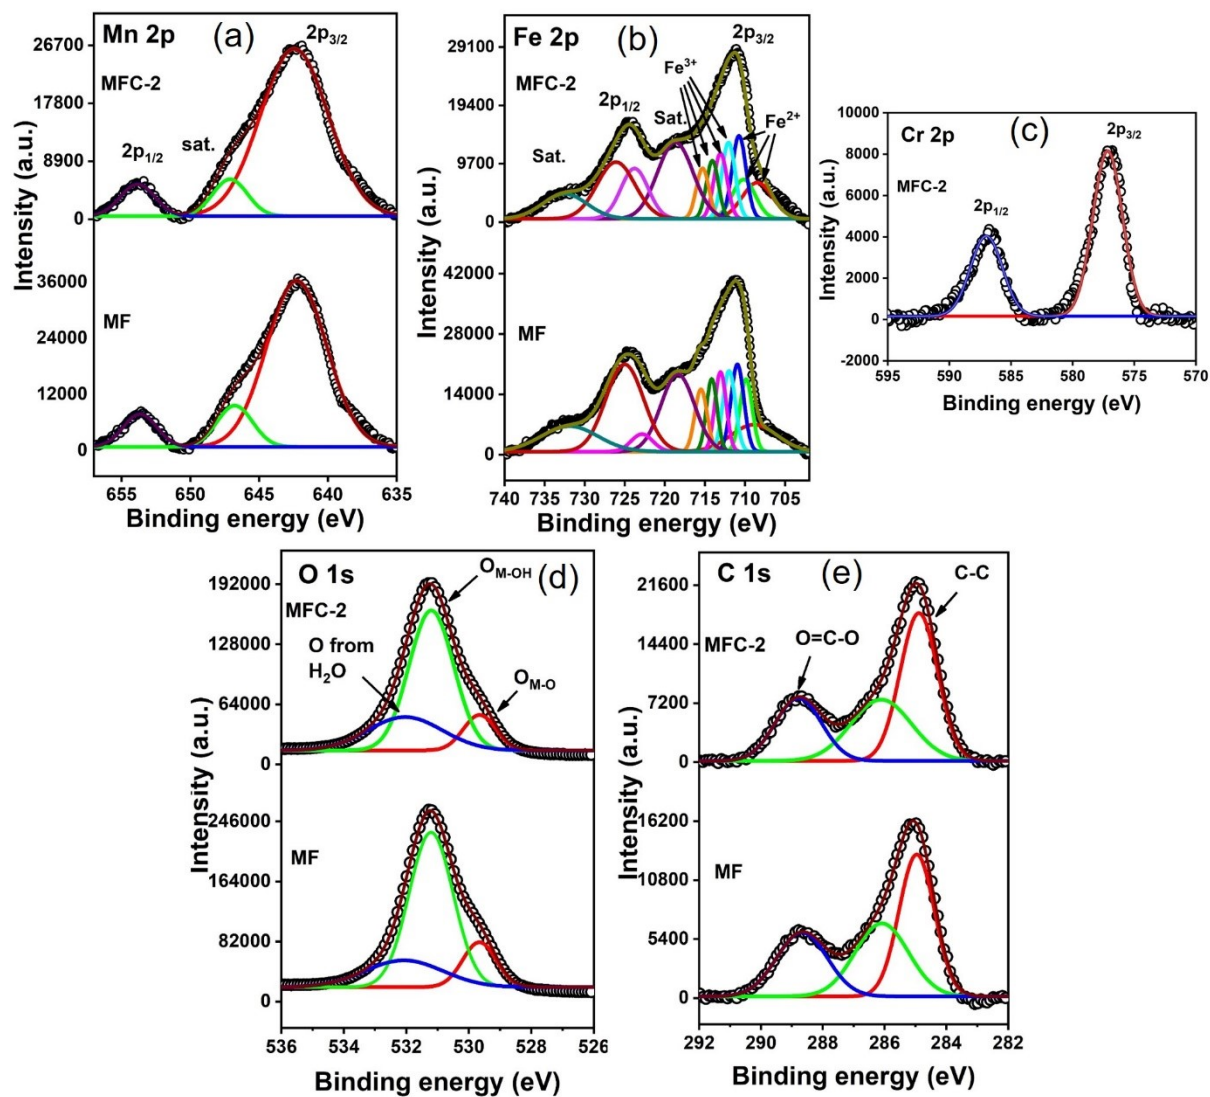 Mn 2p (a) 2p3/2
26700
MFC-2
17800
sat.
8900
2p1/2
0
36000
MF
24000
12000
0
655 650 645 640 635
Binding energy (eV)
Intensity (a.u.)
Fe 2p (b) 2p3/2
29100
MFC-2
Fe3+
2p1/2
19400
Sat.
Fe2+
Sat.
9700
0
42000
MF
28000
14000
0
740 730 725 720 715 710 705
Binding energy (eV)
Intensity (a.u.)
10000
Cr 2p (c) 2p3/2
8000
MFC-2
6000
2p1/2
4000
2000
0
-2000
595 590 585 580 575 570
Binding energy (eV)
Intensity (a.u.)
O 1s OM-OH (d)
192000
MFC-2
O from
H2O
128000
OM-O
64000
0
246000
MF
164000
82000
0
536 534 532 530 528 526
Binding energy (eV)
Intensity (a.u.)
C 1s (e) C-C
21600
MFC-2
O=C-O
14400
7200
0
16200
MF
10800
5400
0
292 290 288 286 284 282
Binding energy (eV)
Intensity (a.u.)